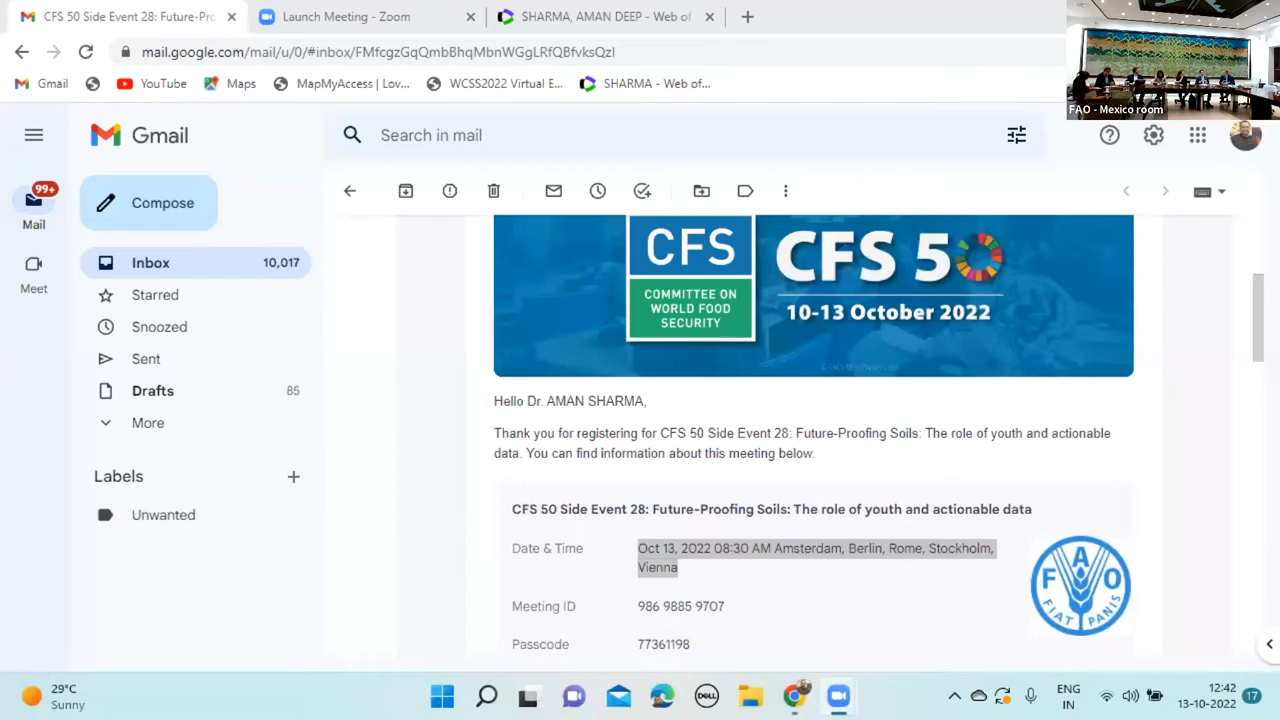 CFS 50 Side Event 28: Future-Pro
Launch Meeting - Zoom
SHARMA, AMAN DEEP - Web of
mail.google.com/mail/u/0/#inbox/FMfcgzGqQmbBhqMbnWGgLRfQBfvksQzl
Gmail
YouTube
Maps
MapMyAccess | Lov...
WCSS2022 Virtual E...
SHARMA - Web of...
FAO - Mexico room
Gmail
Search in mail
99+
Mail
Meet
Compose
Inbox 10,017
Starred
Snoozed
Sent
Drafts 85
More
Labels
Unwanted
CFS
COMMITTEE ON
WORLD FOOD
SECURITY
CFS 50
10-13 October 2022
Hello Dr. AMAN SHARMA,
Thank you for registering for CFS 50 Side Event 28: Future-Proofing Soils: The role of youth and actionable
data. You can find information about this meeting below.
CFS 50 Side Event 28: Future-Proofing Soils: The role of youth and actionable data
Date & Time Oct 13, 2022 08:30 AM Amsterdam, Berlin, Rome, Stockholm,
Vienna
Meeting ID 986 9885 9707
Passcode 77361198
F A O
FIAT PANIS
29°C
Sunny
DELL
ENG
IN
12:42
13-10-2022
17